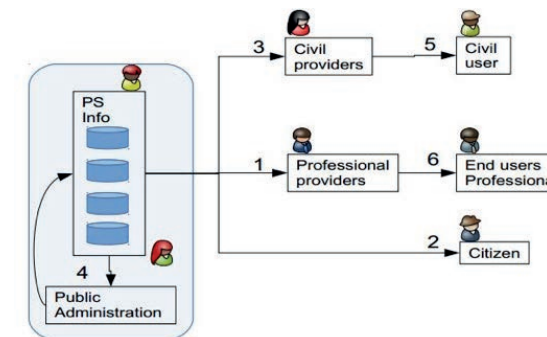 PS
Info
4
Public
Administration
3
Civil
providers
5
Civil
user
1
Professional
providers
6
End users
Professional
2
Citizen